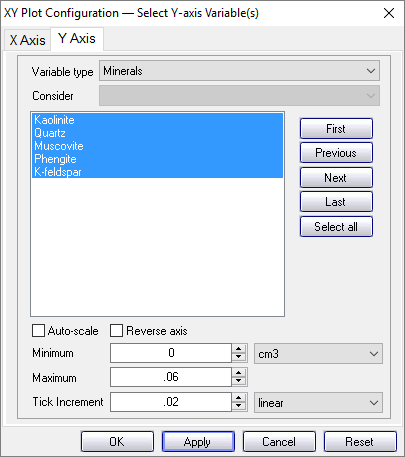 XY Plot Configuration — Select Y-axis Variable(s)
X Axis Y Axis
Variable type Minerals
Consider
Kaolinite
Quartz
Muscovite
Phengite
K-feldspar
First
Previous
Next
Last
Select all
Auto-scale Reverse axis
Minimum 0 cm3
Maximum .06
Tick Increment .02 linear
OK Apply Cancel Reset